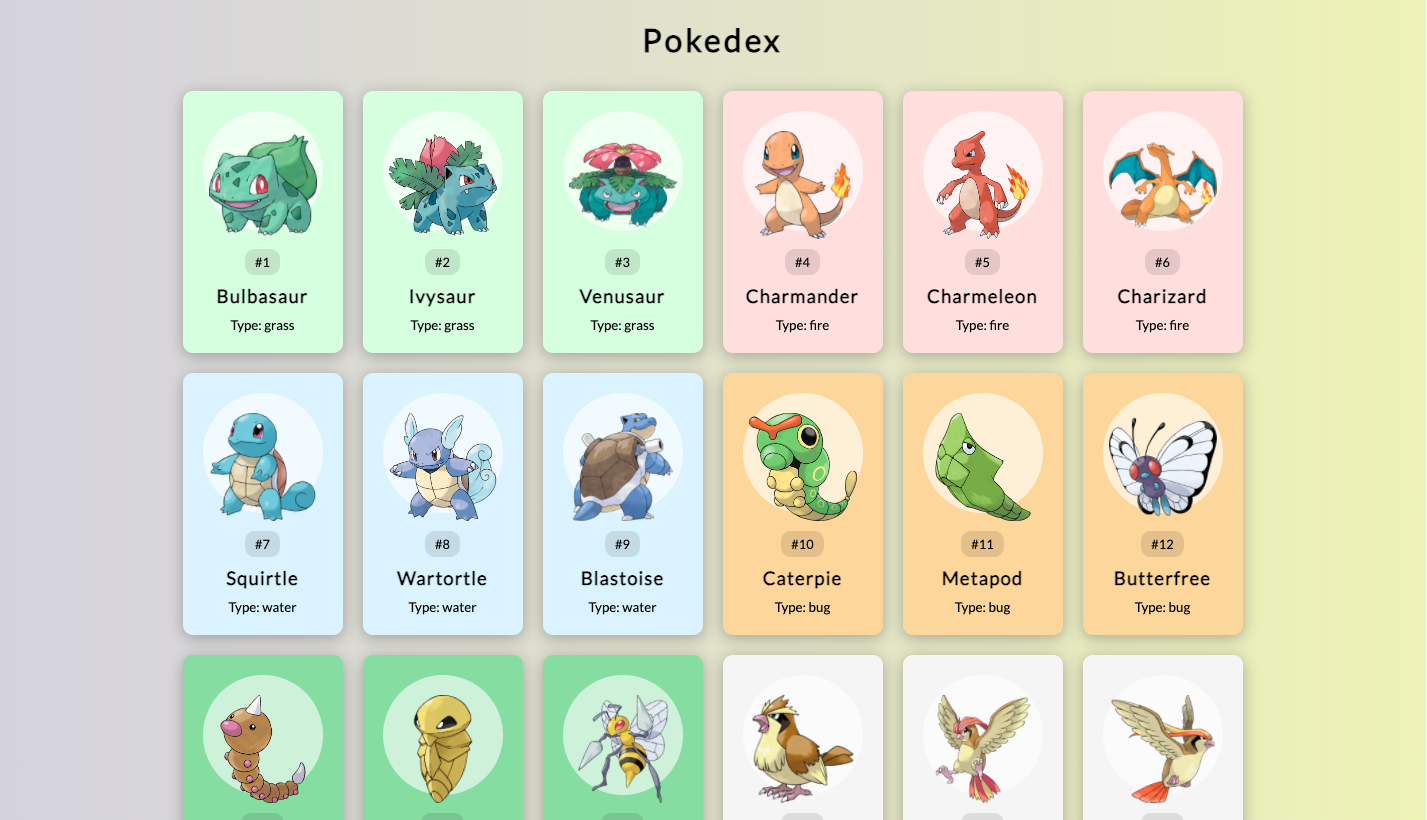 Pokedex
#1
Bulbasaur
Type: grass
#2
Ivysaur
Type: grass
#3
Venusaur
Type: grass
#4
Charmander
Type: fire
#5
Charmeleon
Type: fire
#6
Charizard
Type: fire
#7
Squirtle
Type: water
#8
Wartortle
Type: water
#9
Blastoise
Type: water
#10
Caterpie
Type: bug
#11
Metapod
Type: bug
#12
Butterfree
Type: bug